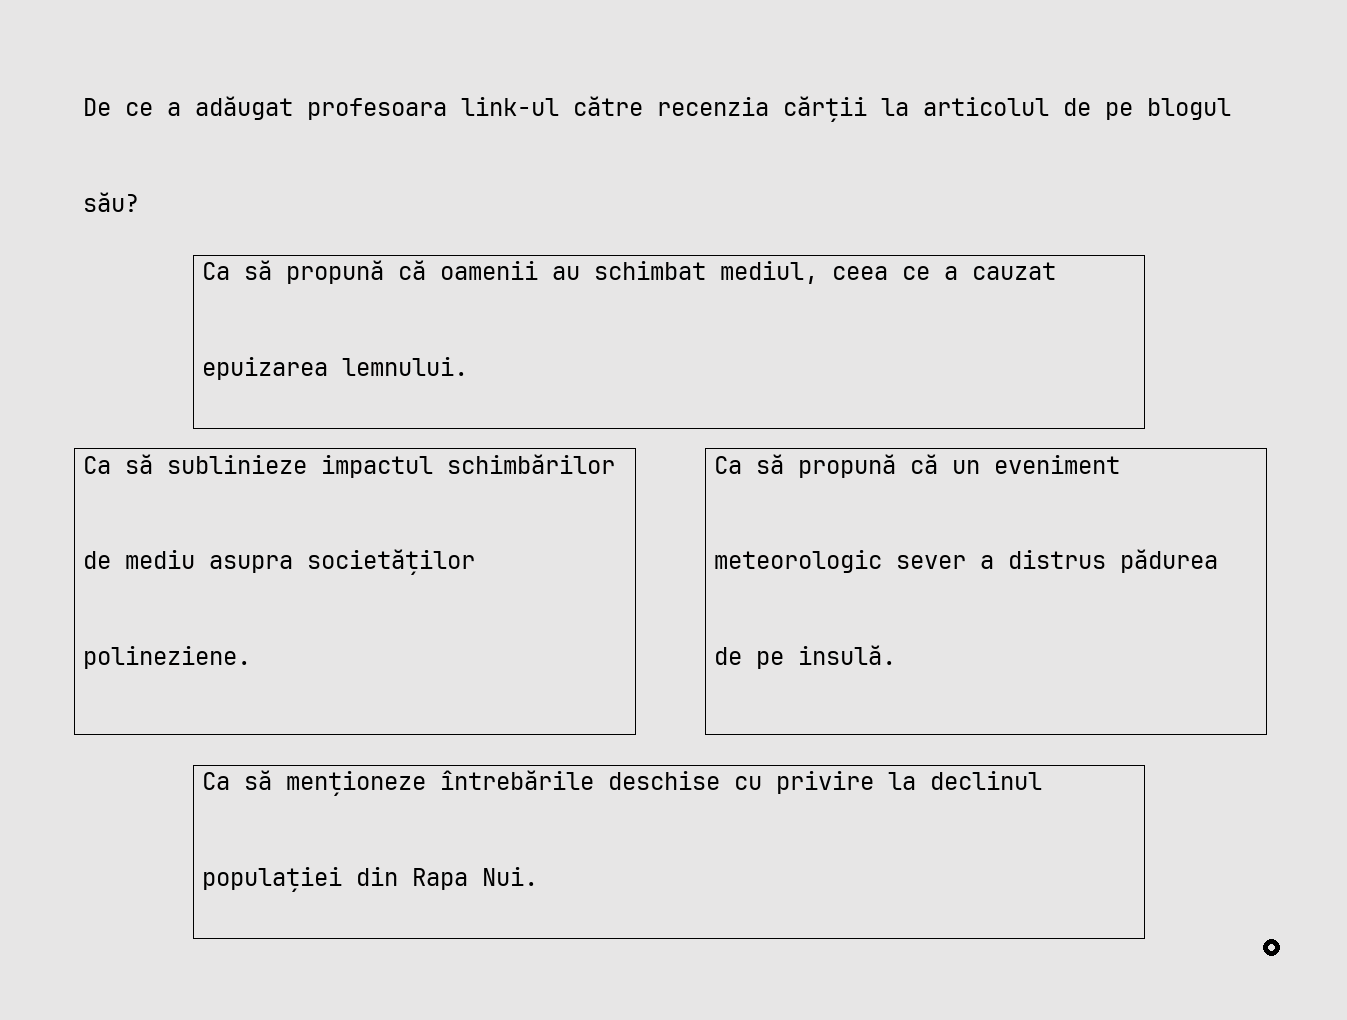 De ce a adăugat profesoara link-ul către recenzia cărții la articolul de pe blogul
său?
Ca să propună că oamenii au schimbat mediul, ceea ce a cauzat
epuizarea lemnului.
Ca să sublinieze impactul schimbărilor
de mediu asupra societăților
polineziene.
Ca să propună că un eveniment
meteorologic sever a distrus pădurea
de pe insulă.
Ca să menționeze întrebările deschise cu privire la declinul
populației din Rapa Nui.